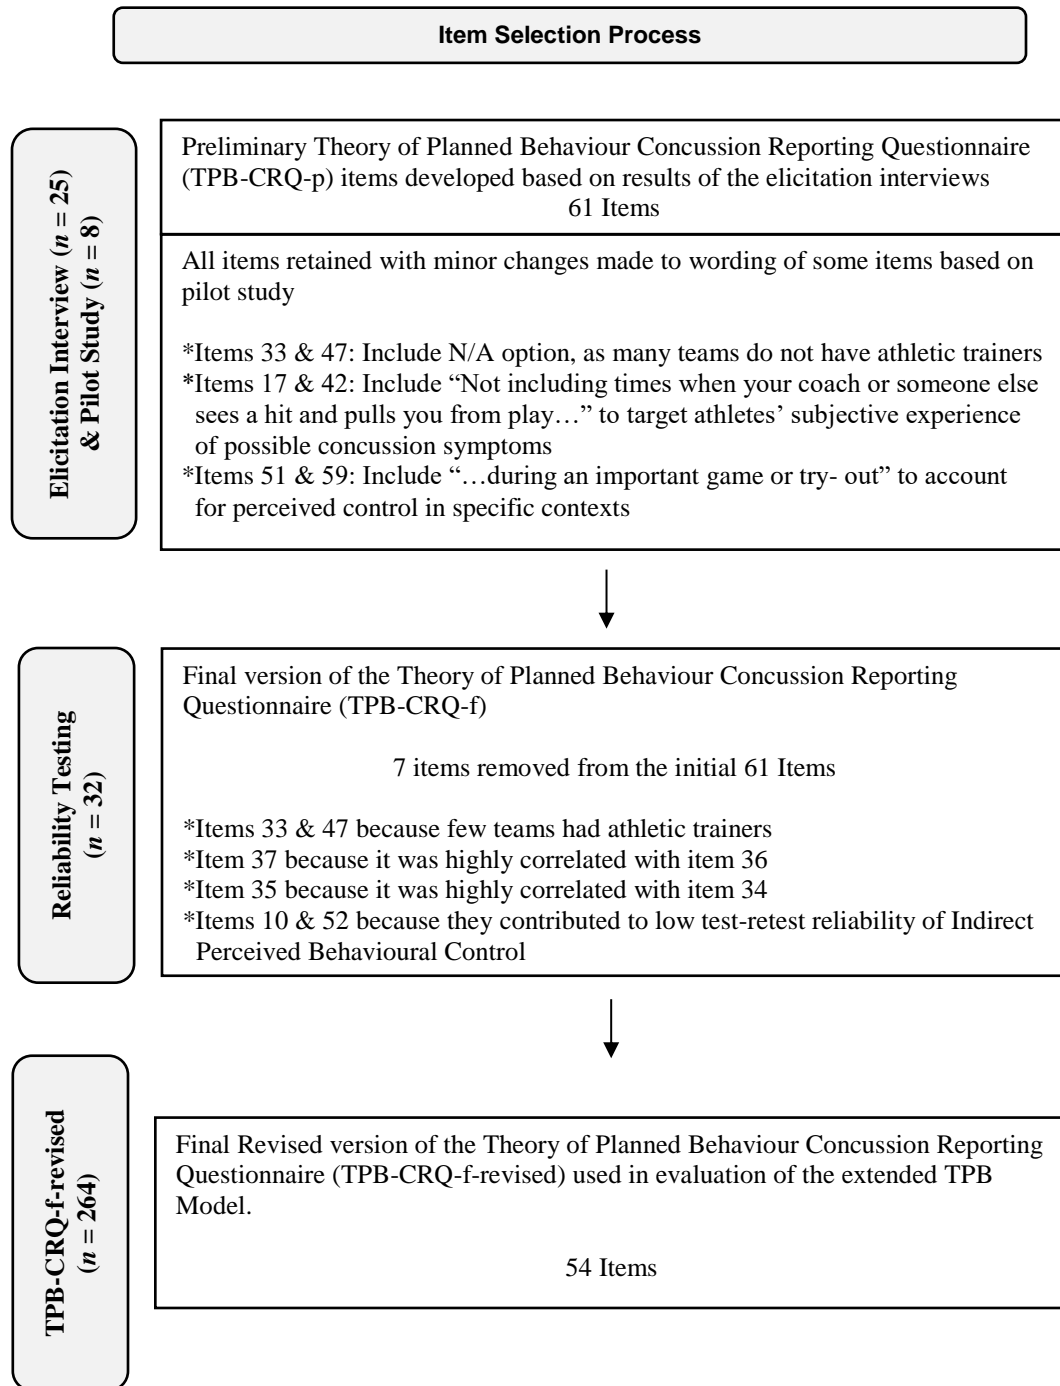 Item Selection Process
Elicitation Interview (n = 25)
& Pilot Study (n = 8)
Preliminary Theory of Planned Behaviour Concussion Reporting Questionnaire
(TPB-CRQ-p) items developed based on results of the elicitation interviews
61 Items
All items retained with minor changes made to wording of some items based on
pilot study
*Items 33 & 47: Include N/A option, as many teams do not have athletic trainers
*Items 17 & 42: Include “Not including times when your coach or someone else
sees a hit and pulls you from play…” to target athletes’ subjective experience
of possible concussion symptoms
*Items 51 & 59: Include “…during an important game or try- out” to account
for perceived control in specific contexts
Reliability Testing
(n = 32)
Final version of the Theory of Planned Behaviour Concussion Reporting
Questionnaire (TPB-CRQ-f)
7 items removed from the initial 61 Items
*Items 33 & 47 because few teams had athletic trainers
*Item 37 because it was highly correlated with item 36
*Item 35 because it was highly correlated with item 34
*Items 10 & 52 because they contributed to low test-retest reliability of Indirect
Perceived Behavioural Control
TPB-CRQ-f-revised
(n = 264)
Final Revised version of the Theory of Planned Behaviour Concussion Reporting
Questionnaire (TPB-CRQ-f-revised) used in evaluation of the extended TPB
Model.
54 Items